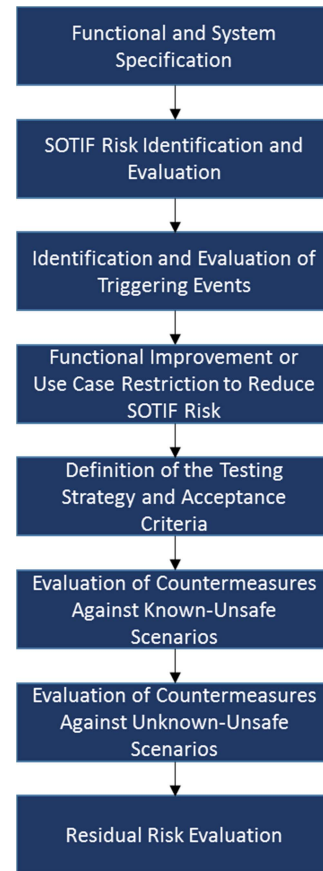 Functional and System
Specification
SOTIF Risk Identification and
Evaluation
Identification and Evaluation of
Triggering Events
Functional Improvement or
Use Case Restriction to Reduce
SOTIF Risk
Definition of the Testing
Strategy and Acceptance
Criteria
Evaluation of Countermeasures
Against Known-Unsafe
Scenarios
Evaluation of Countermeasures
Against Unknown-Unsafe
Scenarios
Residual Risk Evaluation